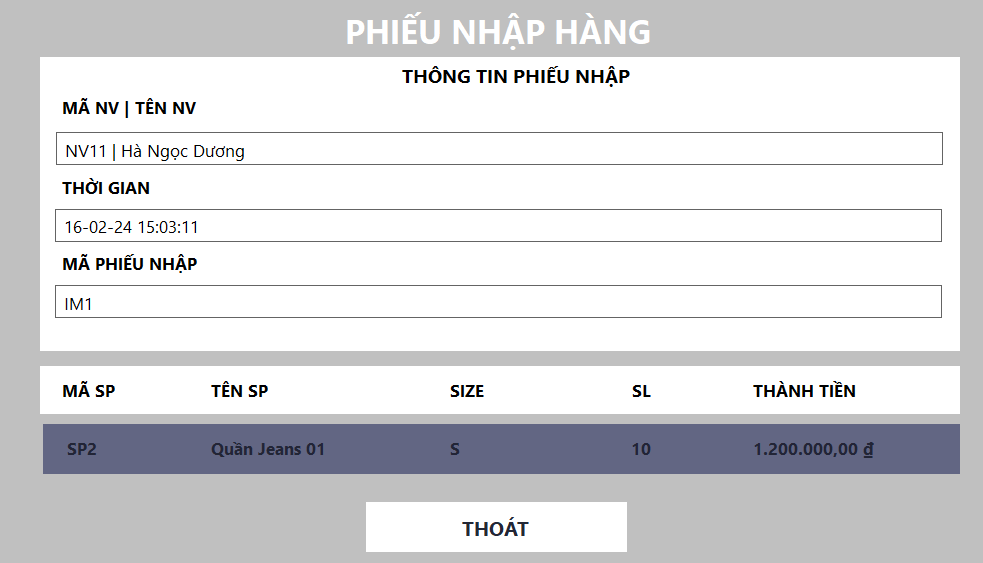 PHIẾU NHẬP HÀNG
THÔNG TIN PHIẾU NHẬP
MÃ NV | TÊN NV
NV11 | Hà Ngọc Dương
THỜI GIAN
16-02-24 15:03:11
MÃ PHIẾU NHẬP
IM1
MÃ SP TÊN SP SIZE SL THÀNH TIỀN
SP2 Quần Jeans 01 S 10 1.200.000,00 ₫
THOÁT